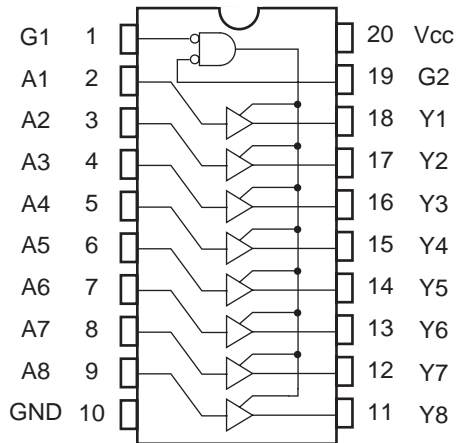 G1 1 20 Vcc
A1 2 19 G2
A2 3 18 Y1
A3 4 17 Y2
A4 5 16 Y3
A5 6 15 Y4
A6 7 14 Y5
A7 8 13 Y6
A8 9 12 Y7
GND 10 11 Y8